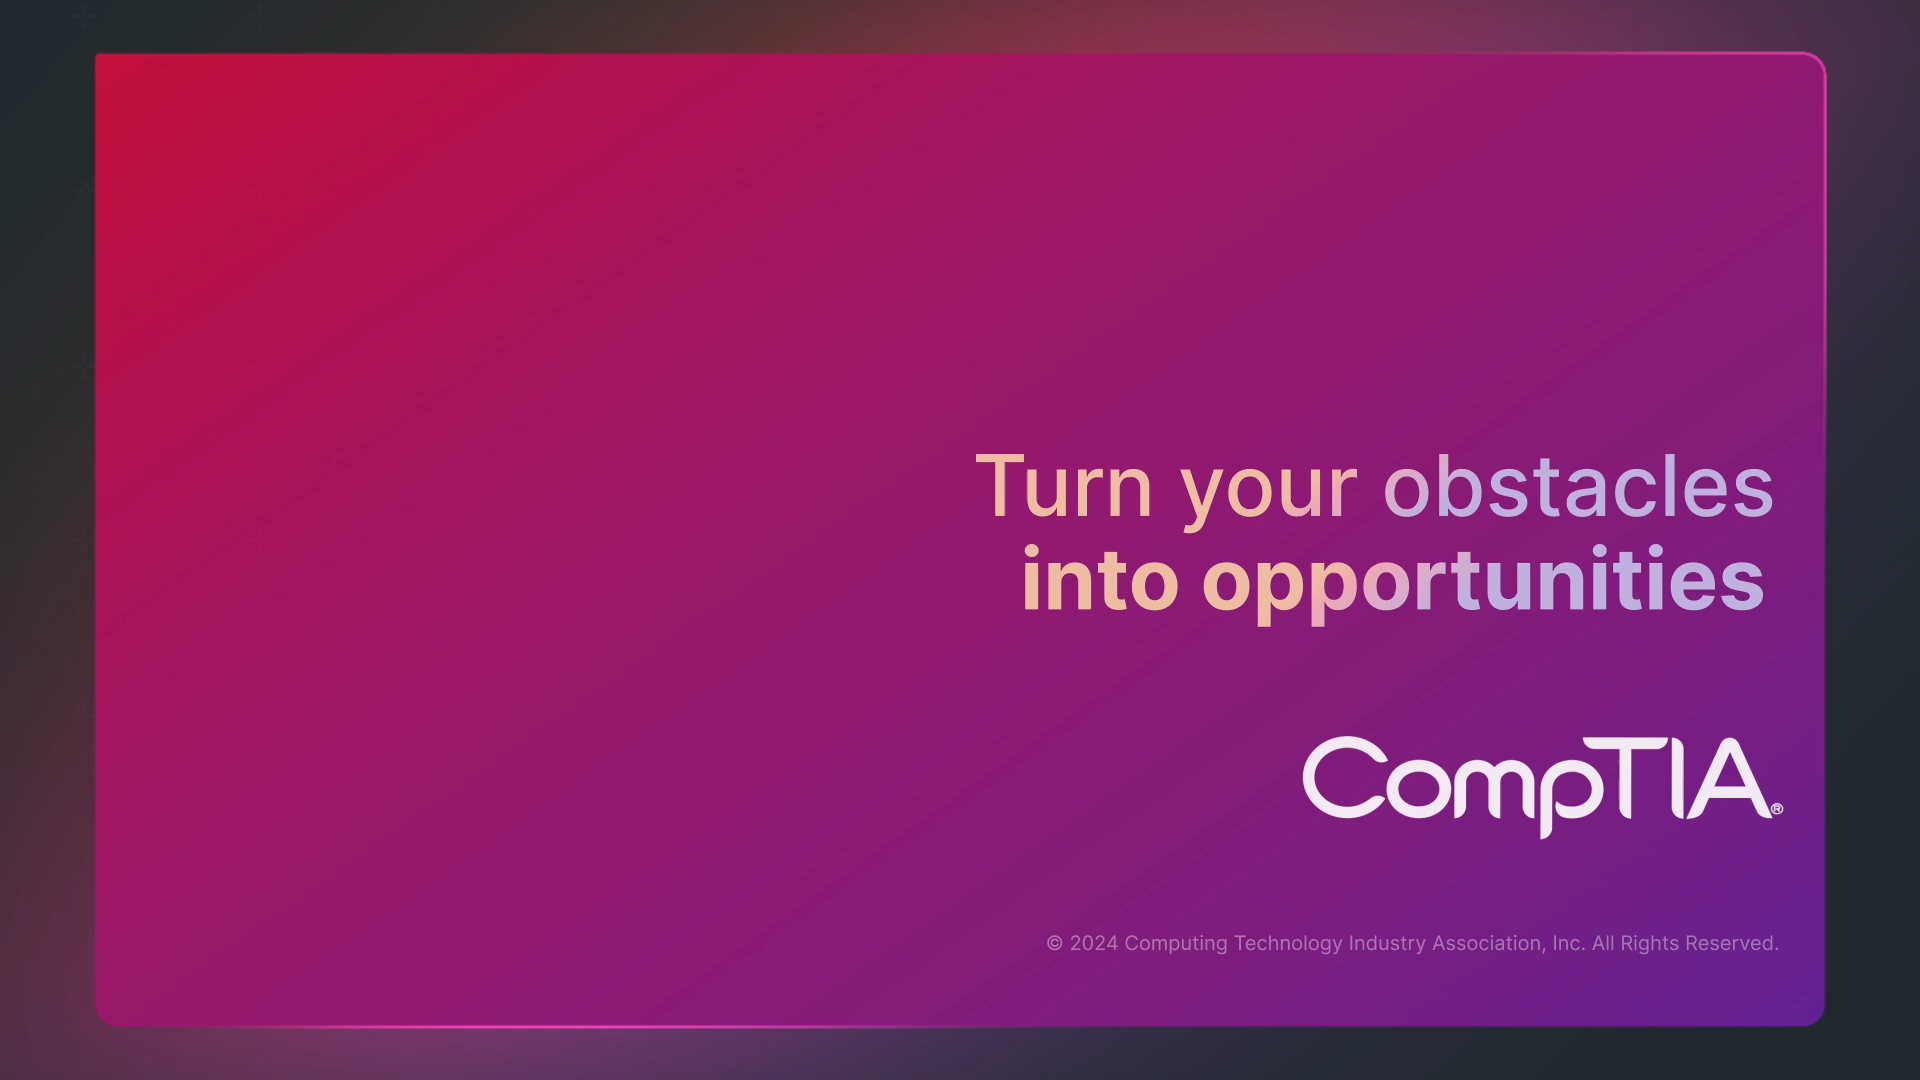 Turn your obstacles
into opportunities
CompTIA®
© 2024 Computing Technology Industry Association, Inc. All Rights Reserved.